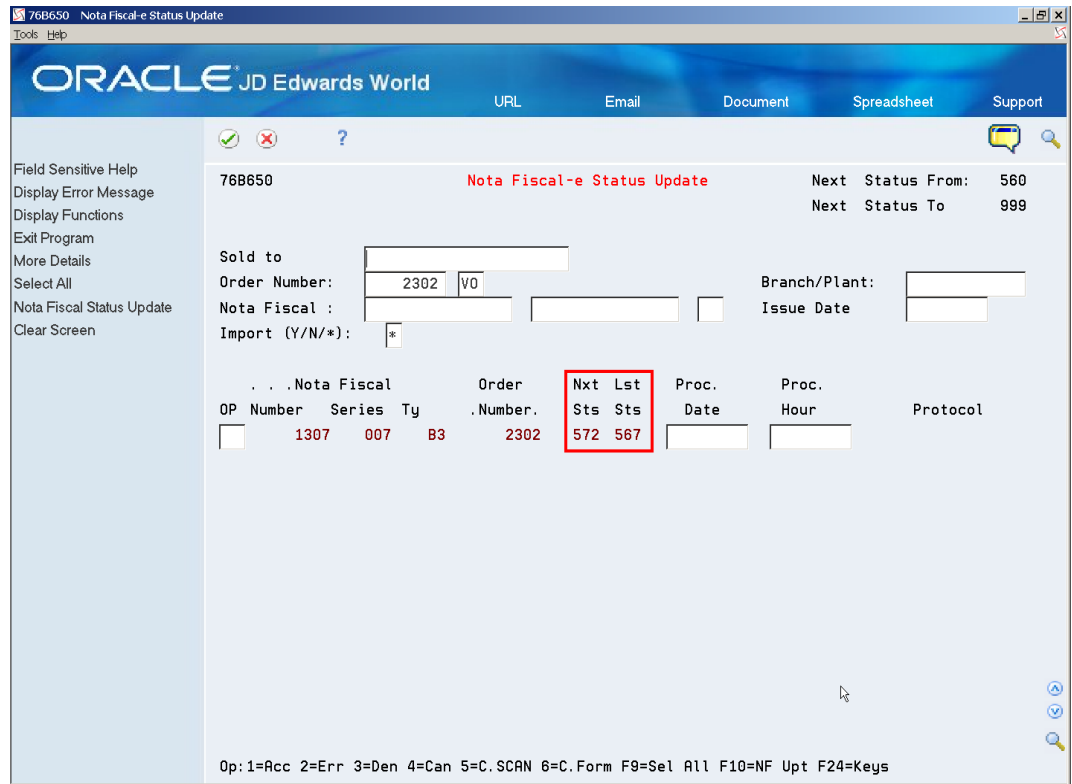 76B650 Nota Fiscal-e Status Update
Tools Help
ORACLE JD Edwards World
URL Email Document Spreadsheet Support
?
Field Sensitive Help
Display Error Message
Display Functions
Exit Program
More Details
Select All
Nota Fiscal Status Update
Clear Screen
76B650 Nota Fiscal-e Status Update Next Status From: 560
Next Status To 999
Sold to
Order Number: 2302 VO Branch/Plant:
Nota Fiscal : Issue Date
Import (Y/N/*): *
. . .Nota Fiscal Order Nxt Lst Proc. Proc.
OP Number Series Ty .Number. Sts Sts Date Hour Protocol
1307 007 B3 2302 572 567
Op:1=Acc 2=Err 3=Den 4=Can 5=C.SCAN 6=C.Form F9=Sel All F10=NF Upt F24=Keys